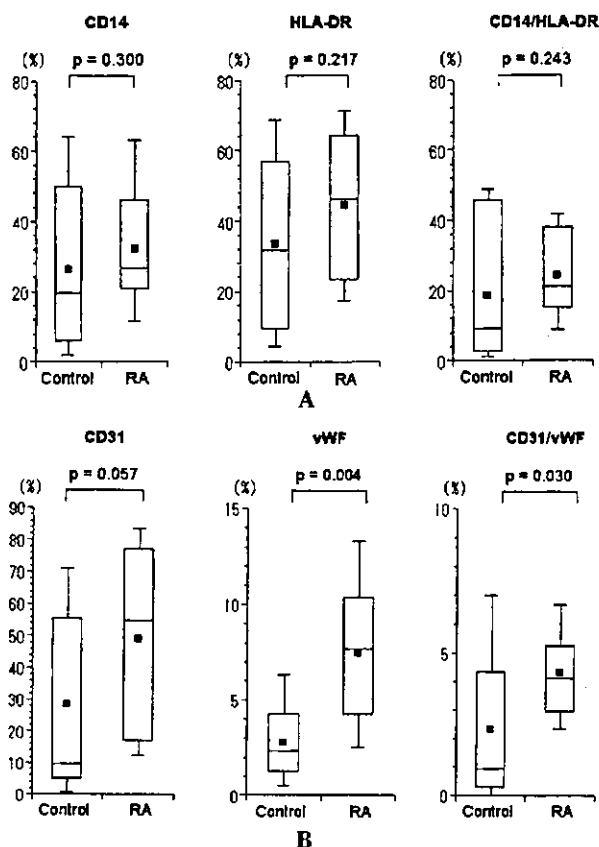 CD14 HLA-DR CD14/HLA-DR
(%) p = 0.300 (%) p = 0.217 (%) p = 0.243
80 80 80
60 60 60
40 40 40
20 20 20
0 0 0
Control RA Control RA Control RA
A
CD31 vWF CD31/vWF
(%) p = 0.057 (%) p = 0.004 (%) p = 0.030
90 15 10
80
70
60 10
50 5
40
30 5
20
10
0 0 0
Control RA Control RA Control RA
B